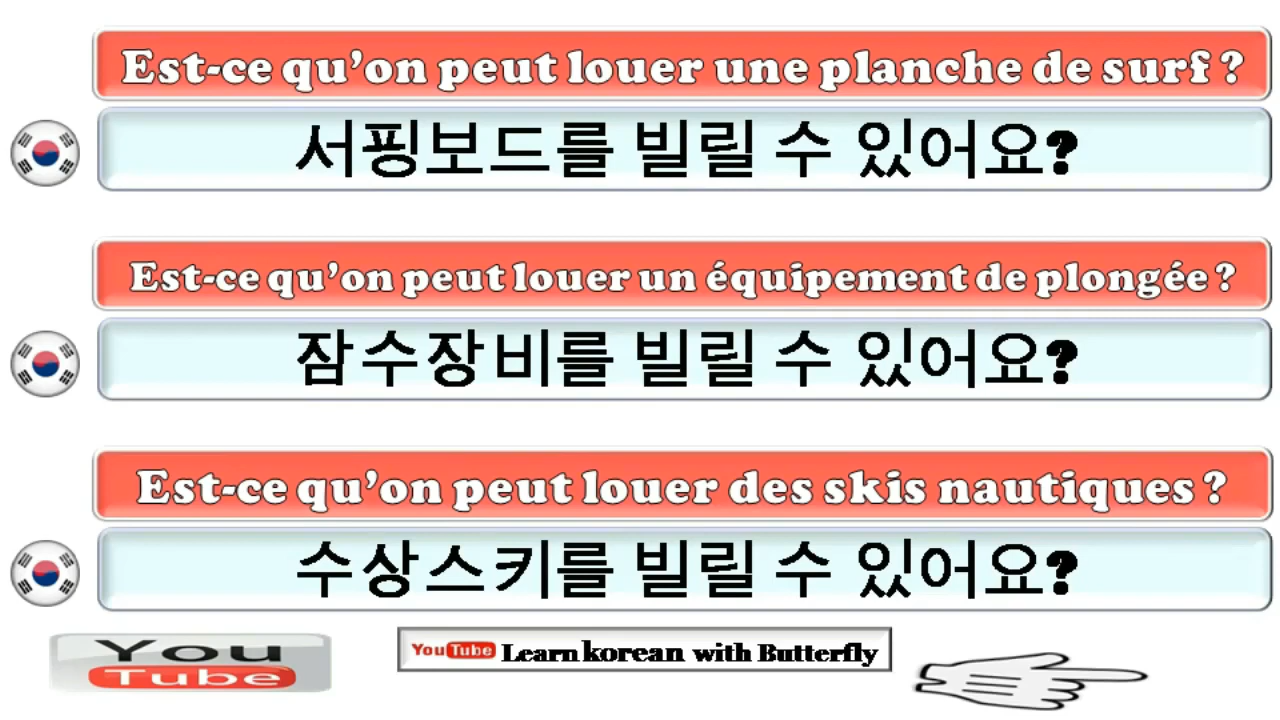 Est-ce qu’on peut louer une planche de surf ?
서핑보드를 빌릴 수 있어요?
Est-ce qu’on peut louer un équipement de plongée ?
잠수장비를 빌릴 수 있어요?
Est-ce qu’on peut louer des skis nautiques ?
수상스키를 빌릴 수 있어요?
You
Tube
YouTube Learn korean with Butterfly